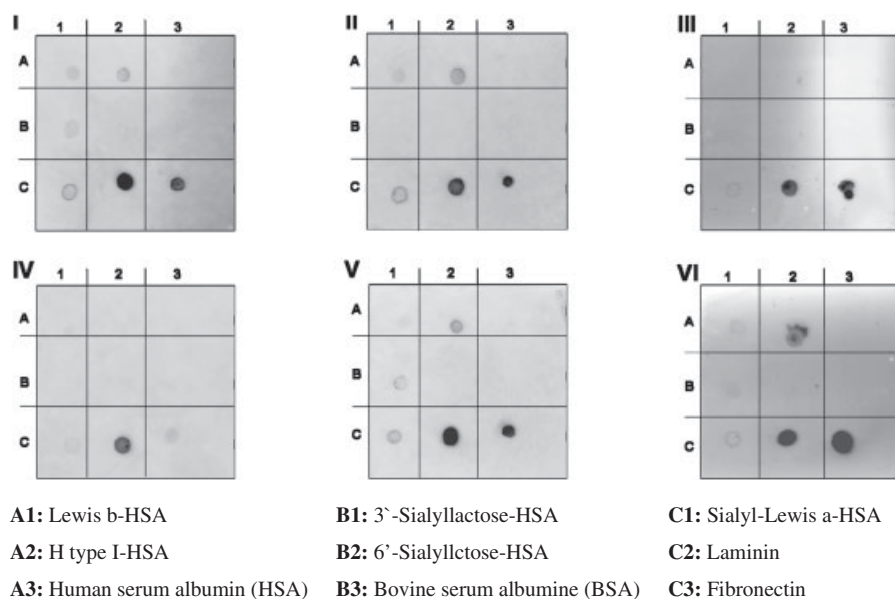 I 1 2 3 II 1 2 3 III 1 2 3
A A A
B B B
C C C
IV 1 2 3 V 1 2 3 VI 1 2 3
A A A
B B B
C C C
A1: Lewis b-HSA B1: 3`-Sialyllactose-HSA C1: Sialyl-Lewis a-HSA
A2: H type I-HSA B2: 6’-Sialyllctose-HSA C2: Laminin
A3: Human serum albumin (HSA) B3: Bovine serum albumine (BSA) C3: Fibronectin